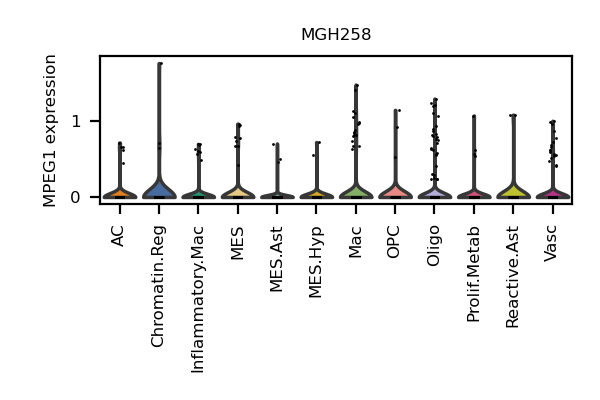 MGH258
MPEG1 expression
1
0
AC
Chromatin.Reg
Inflammatory.Mac
MES
MES.Ast
MES.Hyp
Mac
OPC
Oligo
Prolif.Metab
Reactive.Ast
Vasc